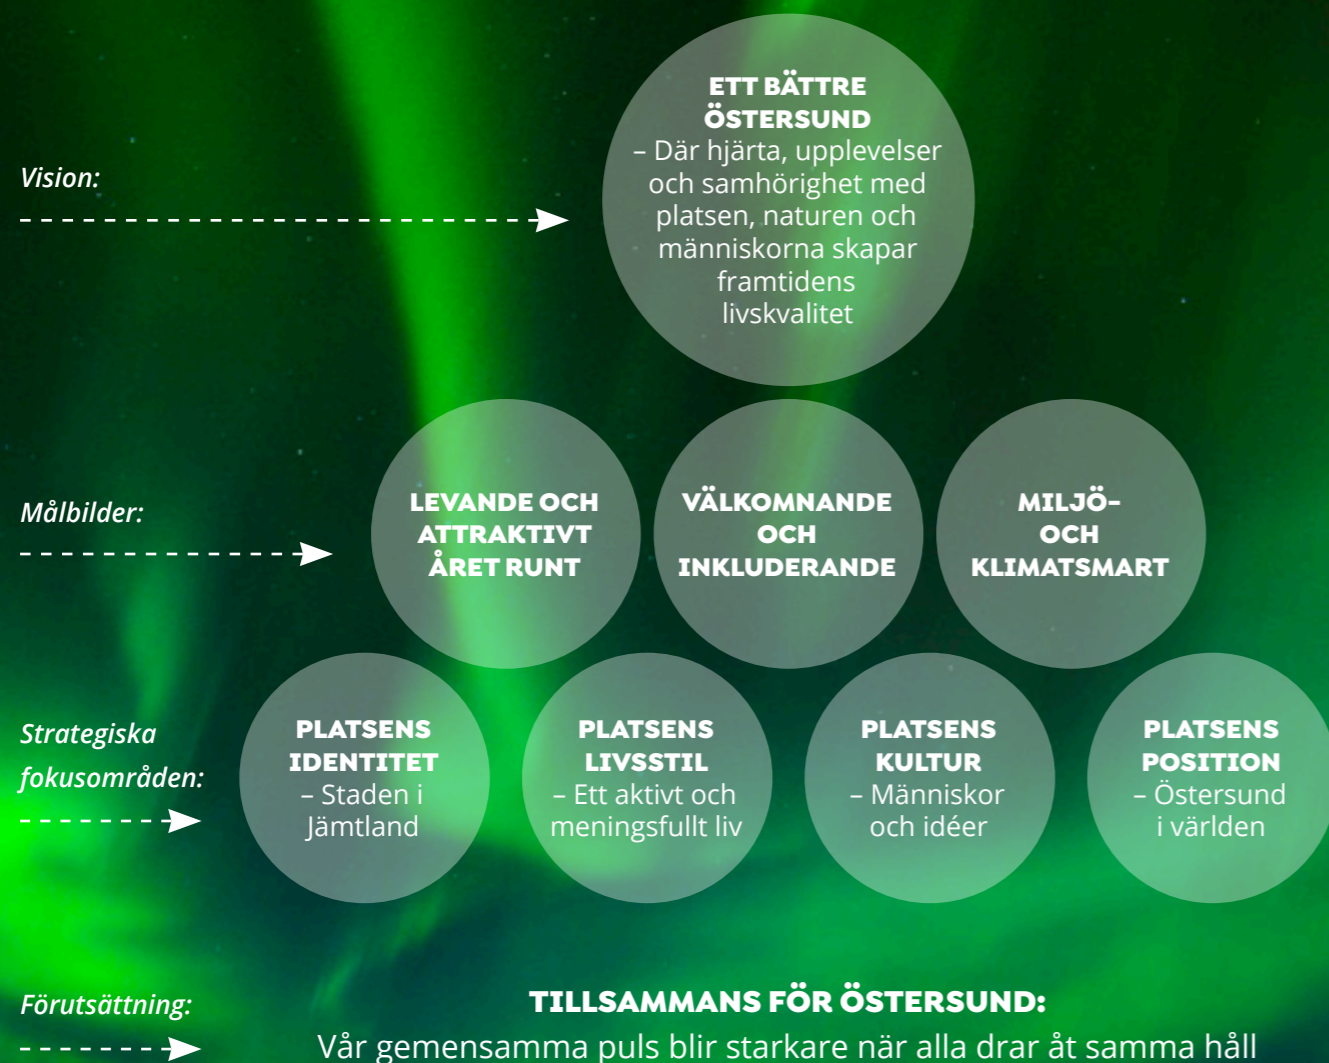 Vision:
ETT BÄTTRE
ÖSTERSUND
– Där hjärta, upplevelser
och samhörighet med
platsen, naturen och
människorna skapar
framtidens
livskvalitet
Målbilder:
LEVANDE OCH
ATTRAKTIVT
ÅRET RUNT
VÄLKOMNANDE
OCH
INKLUDERANDE
MILJÖ-
OCH
KLIMATSMART
Strategiska
fokusområden:
PLATSENS
IDENTITET
– Staden i
Jämtland
PLATSENS
LIVSSTIL
– Ett aktivt och
meningsfullt liv
PLATSENS
KULTUR
– Människor
och idéer
PLATSENS
POSITION
– Östersund
i världen
Förutsättning:
TILLSAMMANS FÖR ÖSTERSUND:
Vår gemensamma puls blir starkare när alla drar åt samma håll